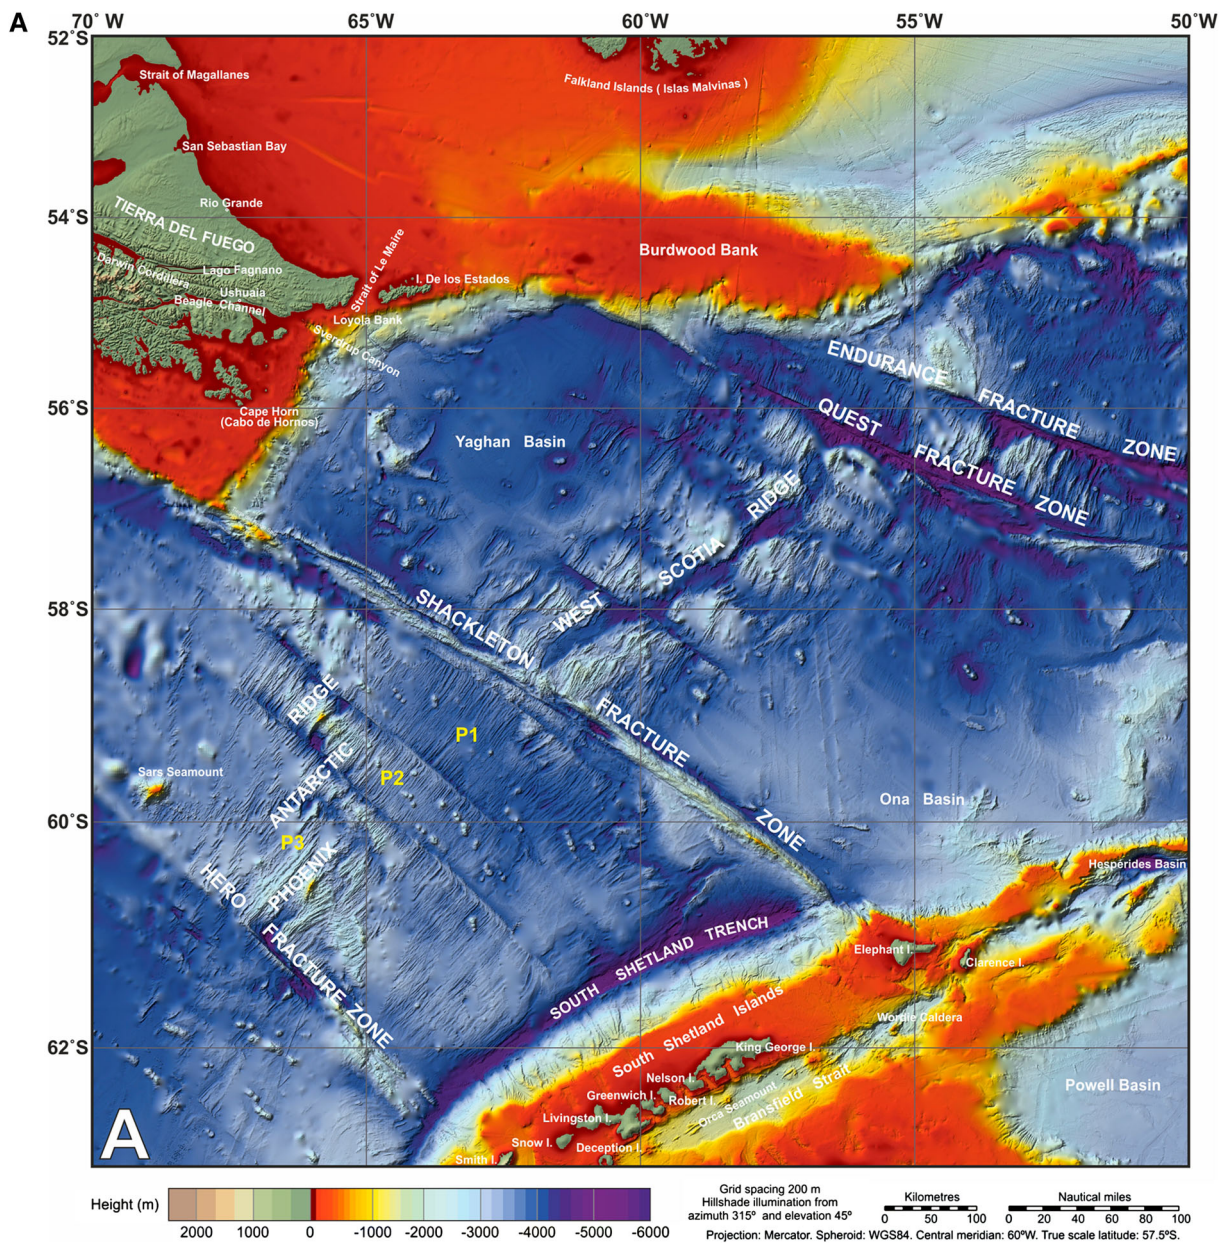 A
70° W
65°W
60°W
55°W
50°W
52°S
54°S
56°S
58°S
60°S
62°S
Strait of Magallanes
Falkland Islands ( Islas Malvinas )
San Sebastian Bay
Rio Grande
TIERRA DEL FUEGO
Strait of Le Maire
Burdwood Bank
Darwin Cordillera
Lago Fagnano
I. De los Estados
Ushuaia
Beagle Channel
Loyola Bank
Sverdrup Canyon
ENDURANCE FRACTURE ZONE
Cape Horn
(Cabo de Hornos)
QUEST FRACTURE ZONE
Yaghan Basin
WEST SCOTIA RIDGE
SHACKLETON FRACTURE ZONE
P1
P2
P3
PHOENIX ANTARCTIC RIDGE
Sars Seamount
Ona Basin
HERO FRACTURE ZONE
Hespérides Basin
SOUTH SHETLAND TRENCH
Elephant I.
Clarence I.
Wordie Caldera
South Shetland Islands
King George I.
Nelson I.
Greenwich I.
Robert I.
Orca Seamount
Bransfield Strait
Livingston I.
Snow I.
Deception I.
Smith I.
Powell Basin
A
Height (m)
2000 1000 0 -1000 -2000 -3000 -4000 -5000 -6000
Grid spacing 200 m
Hillshade illumination from
azimuth 315º and elevation 45º
Kilometres
0 50 100
Nautical miles
0 20 40 60 80 100
Projection: Mercator. Spheroid: WGS84. Central meridian: 60ºW. True scale latitude: 57.5ºS.